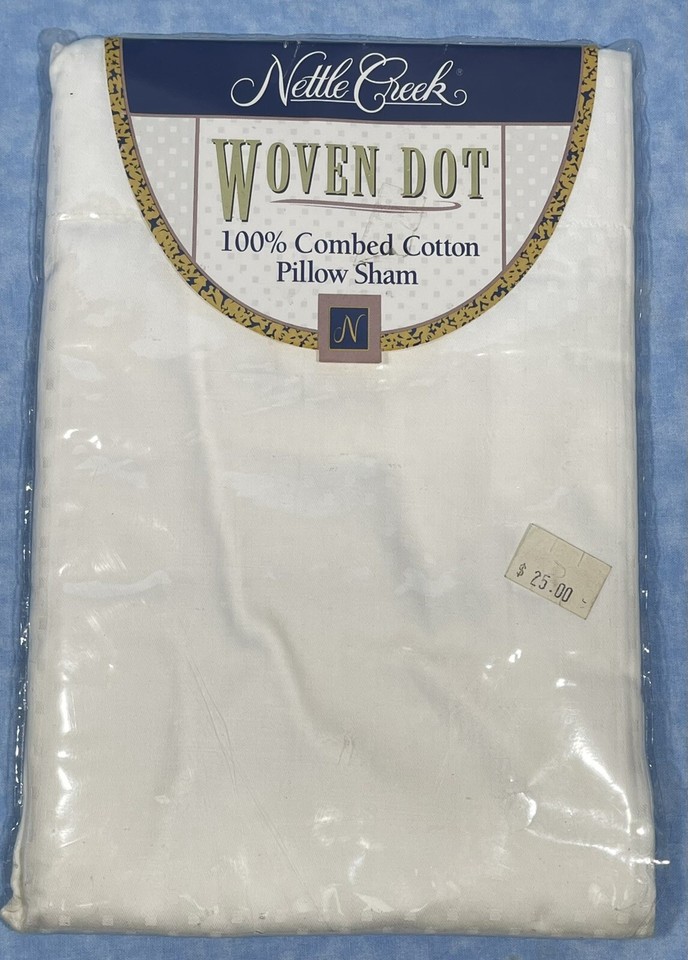 Nettle Creek®
WOVEN DOT
100% Combed Cotton
Pillow Sham
N
$ 25.00